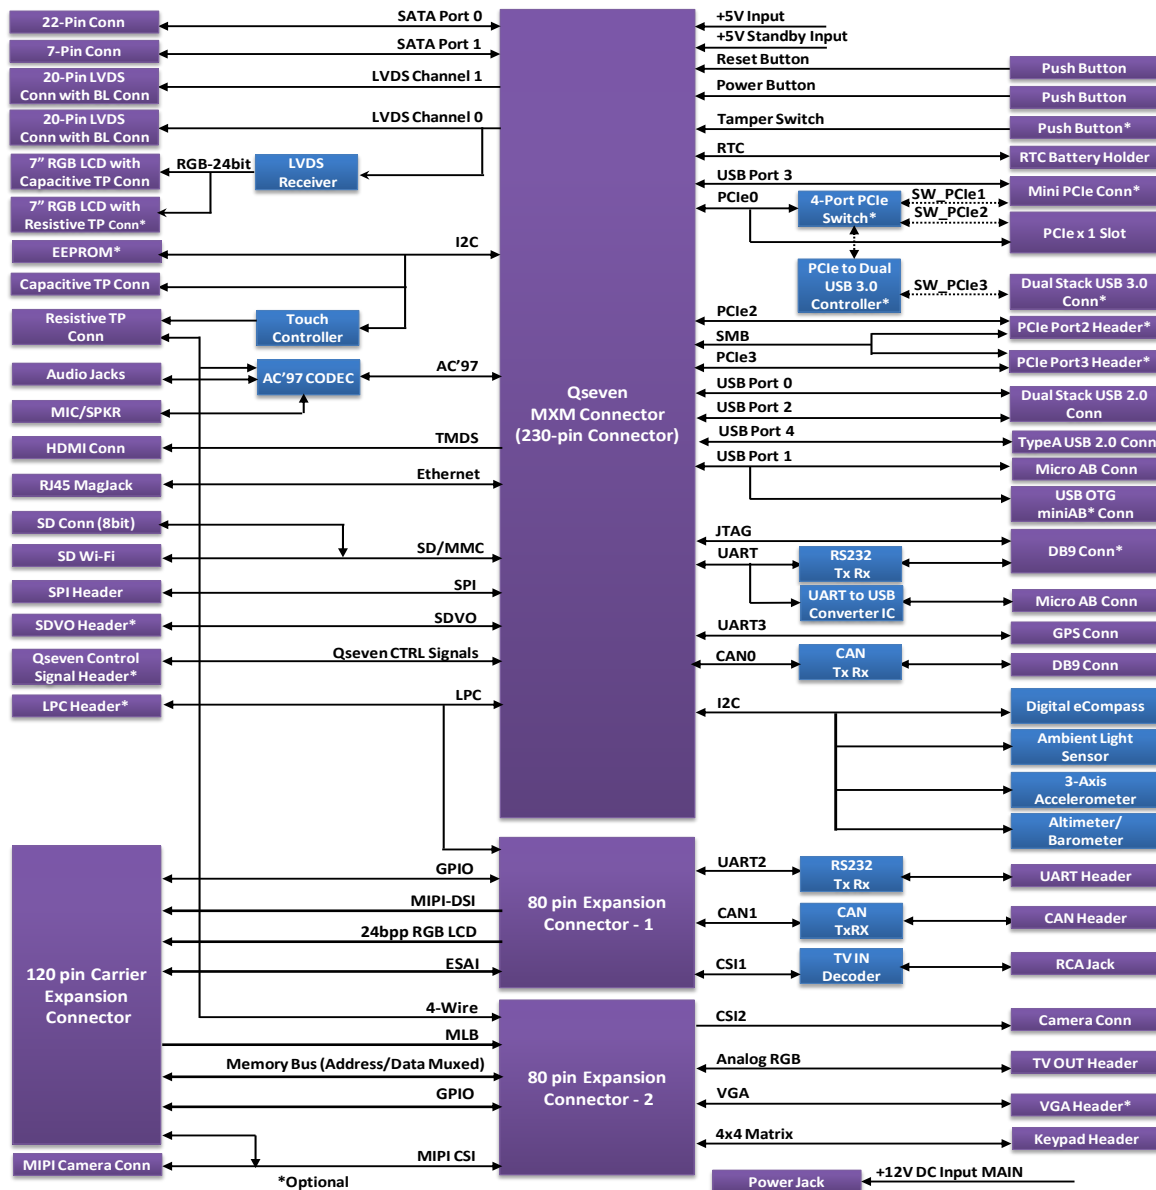 22-Pin Conn
SATA Port 0
7-Pin Conn
SATA Port 1
20-Pin LVDS
Conn with BL Conn
LVDS Channel 1
20-Pin LVDS
Conn with BL Conn
LVDS Channel 0
7” RGB LCD with
Capacitive TP Conn
RGB-24bit
LVDS
Receiver
7” RGB LCD with
Resistive TP Conn*
EEPROM*
I2C
Capacitive TP Conn
Resistive TP
Conn
Touch
Controller
Audio Jacks
AC’97 CODEC
AC’97
MIC/SPKR
HDMI Conn
TMDS
RJ45 MagJack
Ethernet
SD Conn (8bit)
SD Wi-Fi
SD/MMC
SPI Header
SPI
SDVO Header*
SDVO
Qseven Control
Signal Header*
Qseven CTRL Signals
LPC Header*
LPC
Qseven
MXM Connector
(230-pin Connector)
+5V Input
+5V Standby Input
Reset Button
Push Button
Power Button
Push Button
Tamper Switch
Push Button*
RTC
RTC Battery Holder
USB Port 3
Mini PCIe Conn*
PCIe0
4-Port PCIe
Switch*
SW_PCIe1
SW_PCIe2
PCIe x 1 Slot
PCIe to Dual
USB 3.0
Controller*
SW_PCIe3
Dual Stack USB 3.0
Conn*
PCIe2
PCIe Port2 Header*
SMB
PCIe3
PCIe Port3 Header*
USB Port 0
USB Port 2
Dual Stack USB 2.0
Conn
USB Port 4
TypeA USB 2.0 Conn
USB Port 1
Micro AB Conn
USB OTG
miniAB* Conn
JTAG
DB9 Conn*
UART
RS232
Tx Rx
UART to USB
Converter IC
Micro AB Conn
UART3
GPS Conn
CAN0
CAN
Tx Rx
DB9 Conn
I2C
Digital eCompass
Ambient Light
Sensor
3-Axis
Accelerometer
Altimeter/
Barometer
120 pin Carrier
Expansion
Connector
GPIO
MIPI-DSI
24bpp RGB LCD
ESAI
80 pin Expansion
Connector - 1
UART2
RS232
Tx Rx
UART Header
CAN1
CAN
TxRX
CAN Header
CSI1
TV IN
Decoder
RCA Jack
4-Wire
MLB
Memory Bus (Address/Data Muxed)
GPIO
MIPI Camera Conn
MIPI CSI
80 pin Expansion
Connector - 2
CSI2
Camera Conn
Analog RGB
TV OUT Header
VGA
VGA Header*
4x4 Matrix
Keypad Header
*Optional
Power Jack
+12V DC Input MAIN